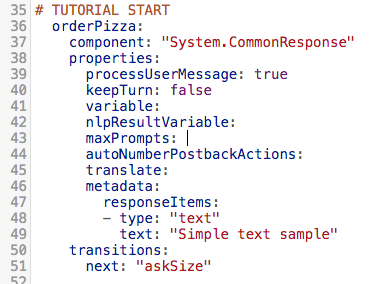 35 # TUTORIAL START
36 orderPizza:
37 component: "System.CommonResponse"
38 properties:
39 processUserMessage: true
40 keepTurn: false
41 variable:
42 nlpResultVariable:
43 maxPrompts:
44 autoNumberPostbackActions:
45 translate:
46 metadata:
47 responseItems:
48 - type: "text"
49 text: "Simple text sample"
50 transitions:
51 next: "askSize"
52